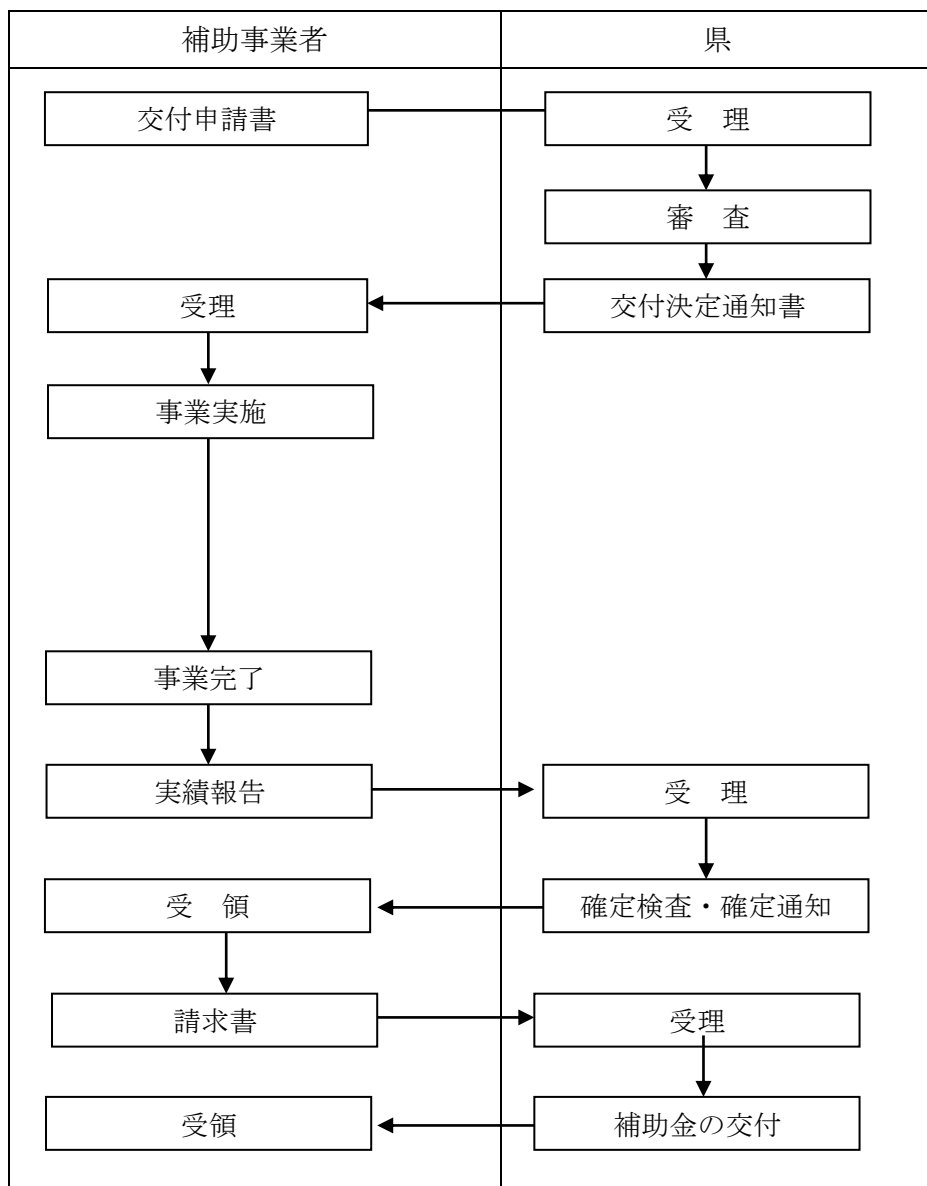 補助事業者
県
交付申請書
受　理
審　査
受理
交付決定通知書
事業実施
事業完了
実績報告
受　理
受　領
確定検査・確定通知
請求書
受理
受領
補助金の交付